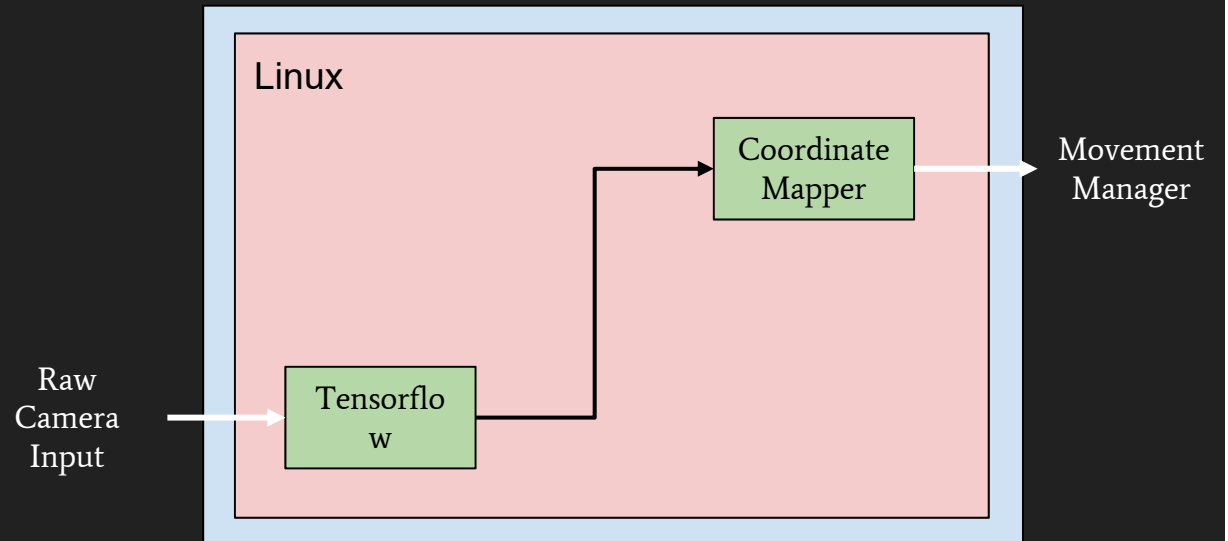 Linux
Coordinate
Mapper
Movement
Manager
Raw
Camera
Input
Tensorflo
w